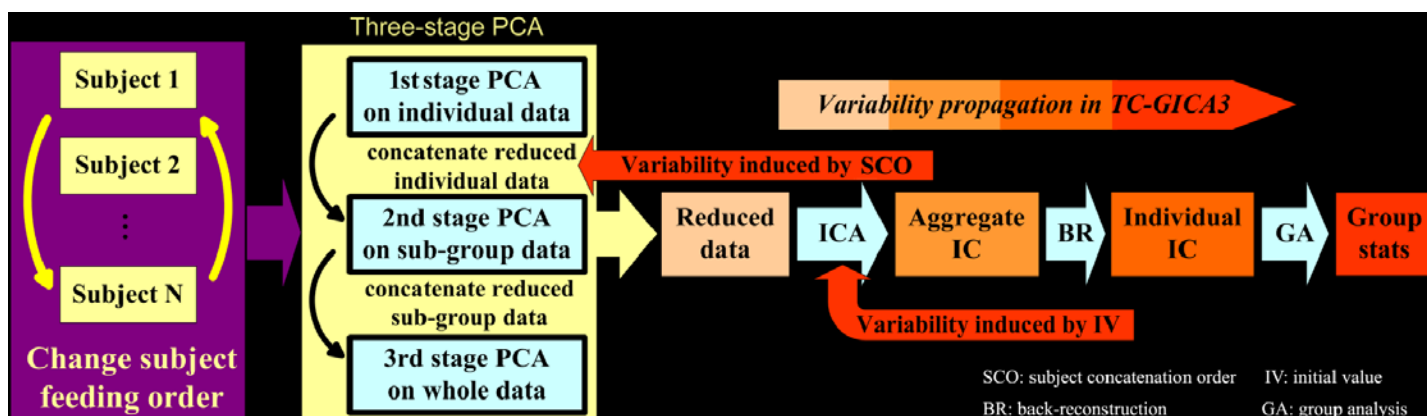 Three-stage PCA
Subject 1
Subject 2
⋮
Subject N
Change subject
feeding order
1st stage PCA
on individual data
concatenate reduced
individual data
2nd stage PCA
on sub-group data
concatenate reduced
sub-group data
3rd stage PCA
on whole data
Variability propagation in TC-GICA3
Variability induced by SCO
Reduced
data
ICA
Aggregate
IC
BR
Individual
IC
GA
Group
stats
Variability induced by IV
SCO: subject concatenation order IV: initial value
BR: back-reconstruction GA: group analysis